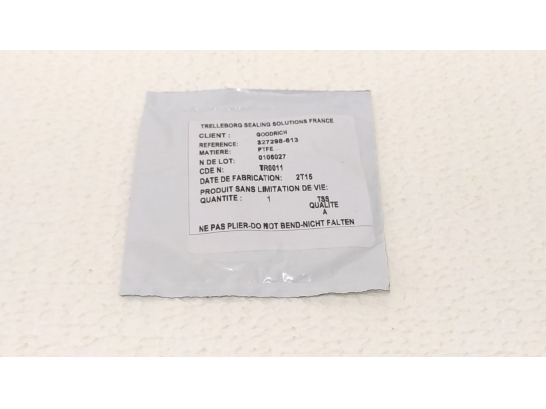 TRELLEBORG SEALING SOLUTIONS FRANCE
CLIENT : GOODRICH
REFERENCE: 327298-613
MATIERE: PTFE
N DE LOT: 0106027
CDE N: TR0011
DATE DE FABRICATION: 2T15
PRODUIT SANS LIMITATION DE VIE:
QUANTITE : 1 TSS
QUALITE
A
NE PAS PLIER-DO NOT BEND-NICHT FALTEN